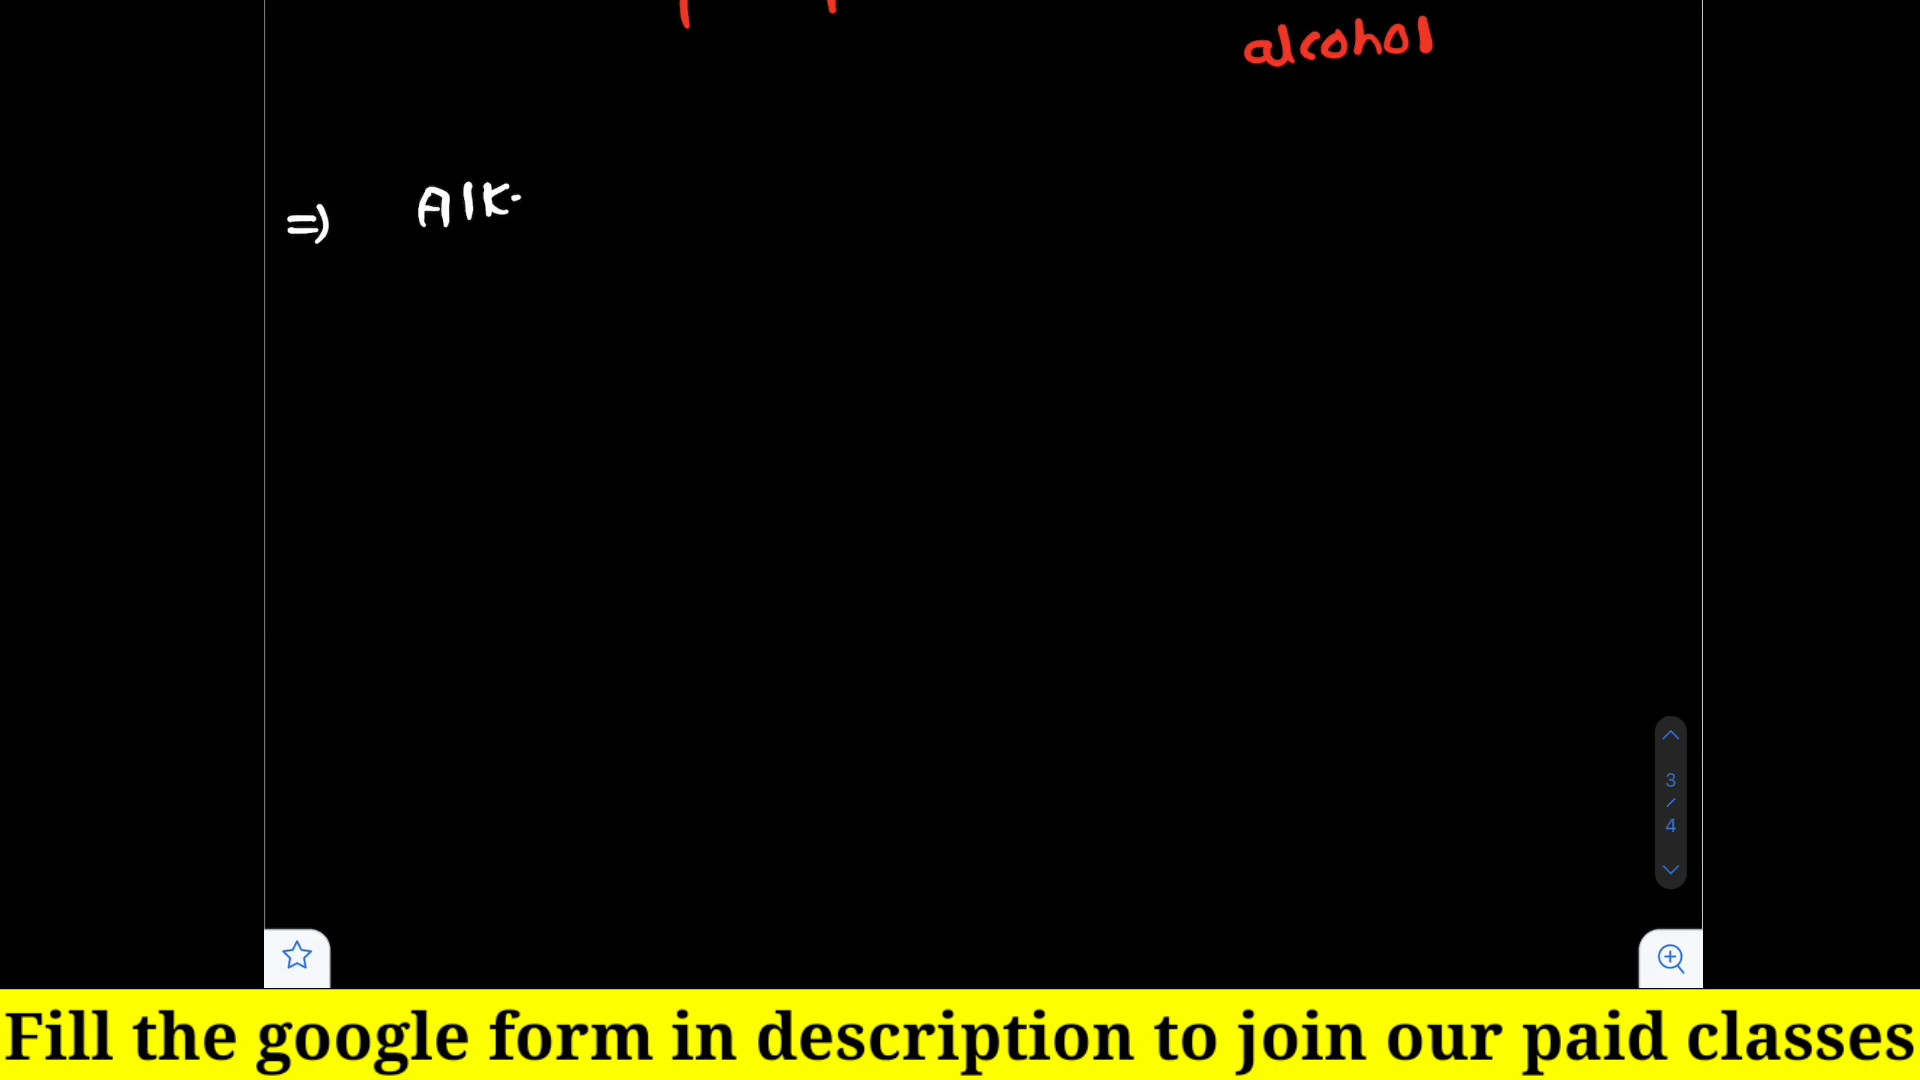 alcohol
=) Alk
3
/
4
Fill the google form in description to join our paid classes